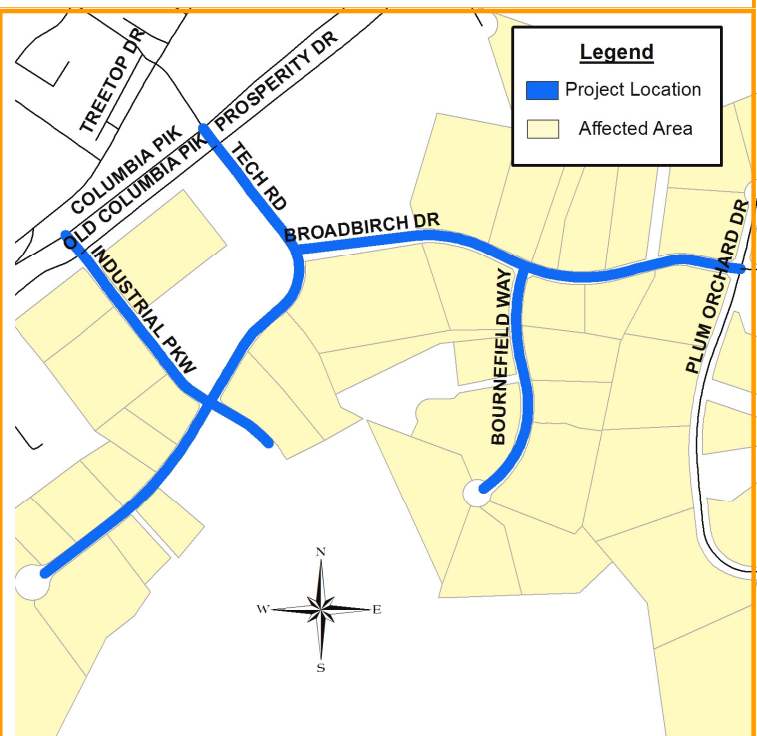 TREETOP DR
PROSPERITY DR
COLUMBIA PIK
OLD COLUMBIA PIK
TECH RD
INDUSTRIAL PKW
BROADBIRCH DR
BOURNEFIELD WAY
PLUM ORCHARD DR
Legend
Project Location
Affected Area
N
W
E
S